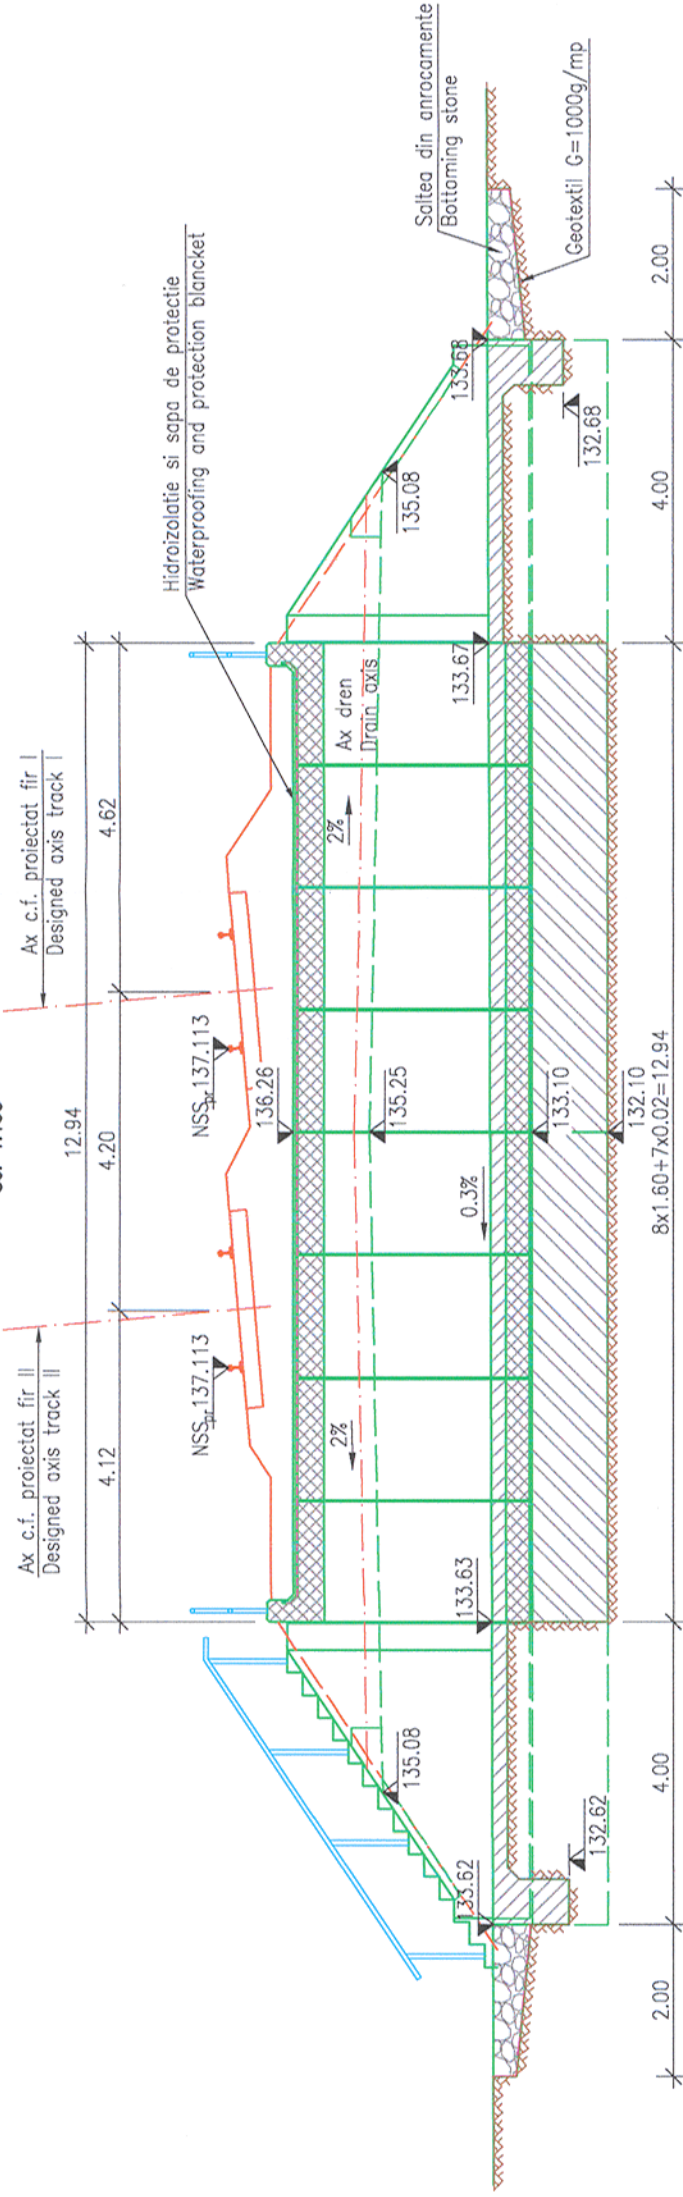 Ax c.f. proiectat fir II
Designed axis track II
Ax c.f. proiectat fir I
Designed axis track I
12.94
4.12
4.20
4.62
Hidroizolatie si sapa de protectie
Waterproofing and protection blancket
NSSpr 137.113
NSSpr 137.113
136.26
2%
2%
Ax dren
Drain axis
135.25
135.08
135.08
Saltea din anrocamente
Bottoming stone
Geotextil G=1000g/mp
0.3%
133.62
133.63
133.67
133.68
133.10
132.62
132.10
132.68
2.00
4.00
8x1.60+7x0.02=12.94
4.00
2.00